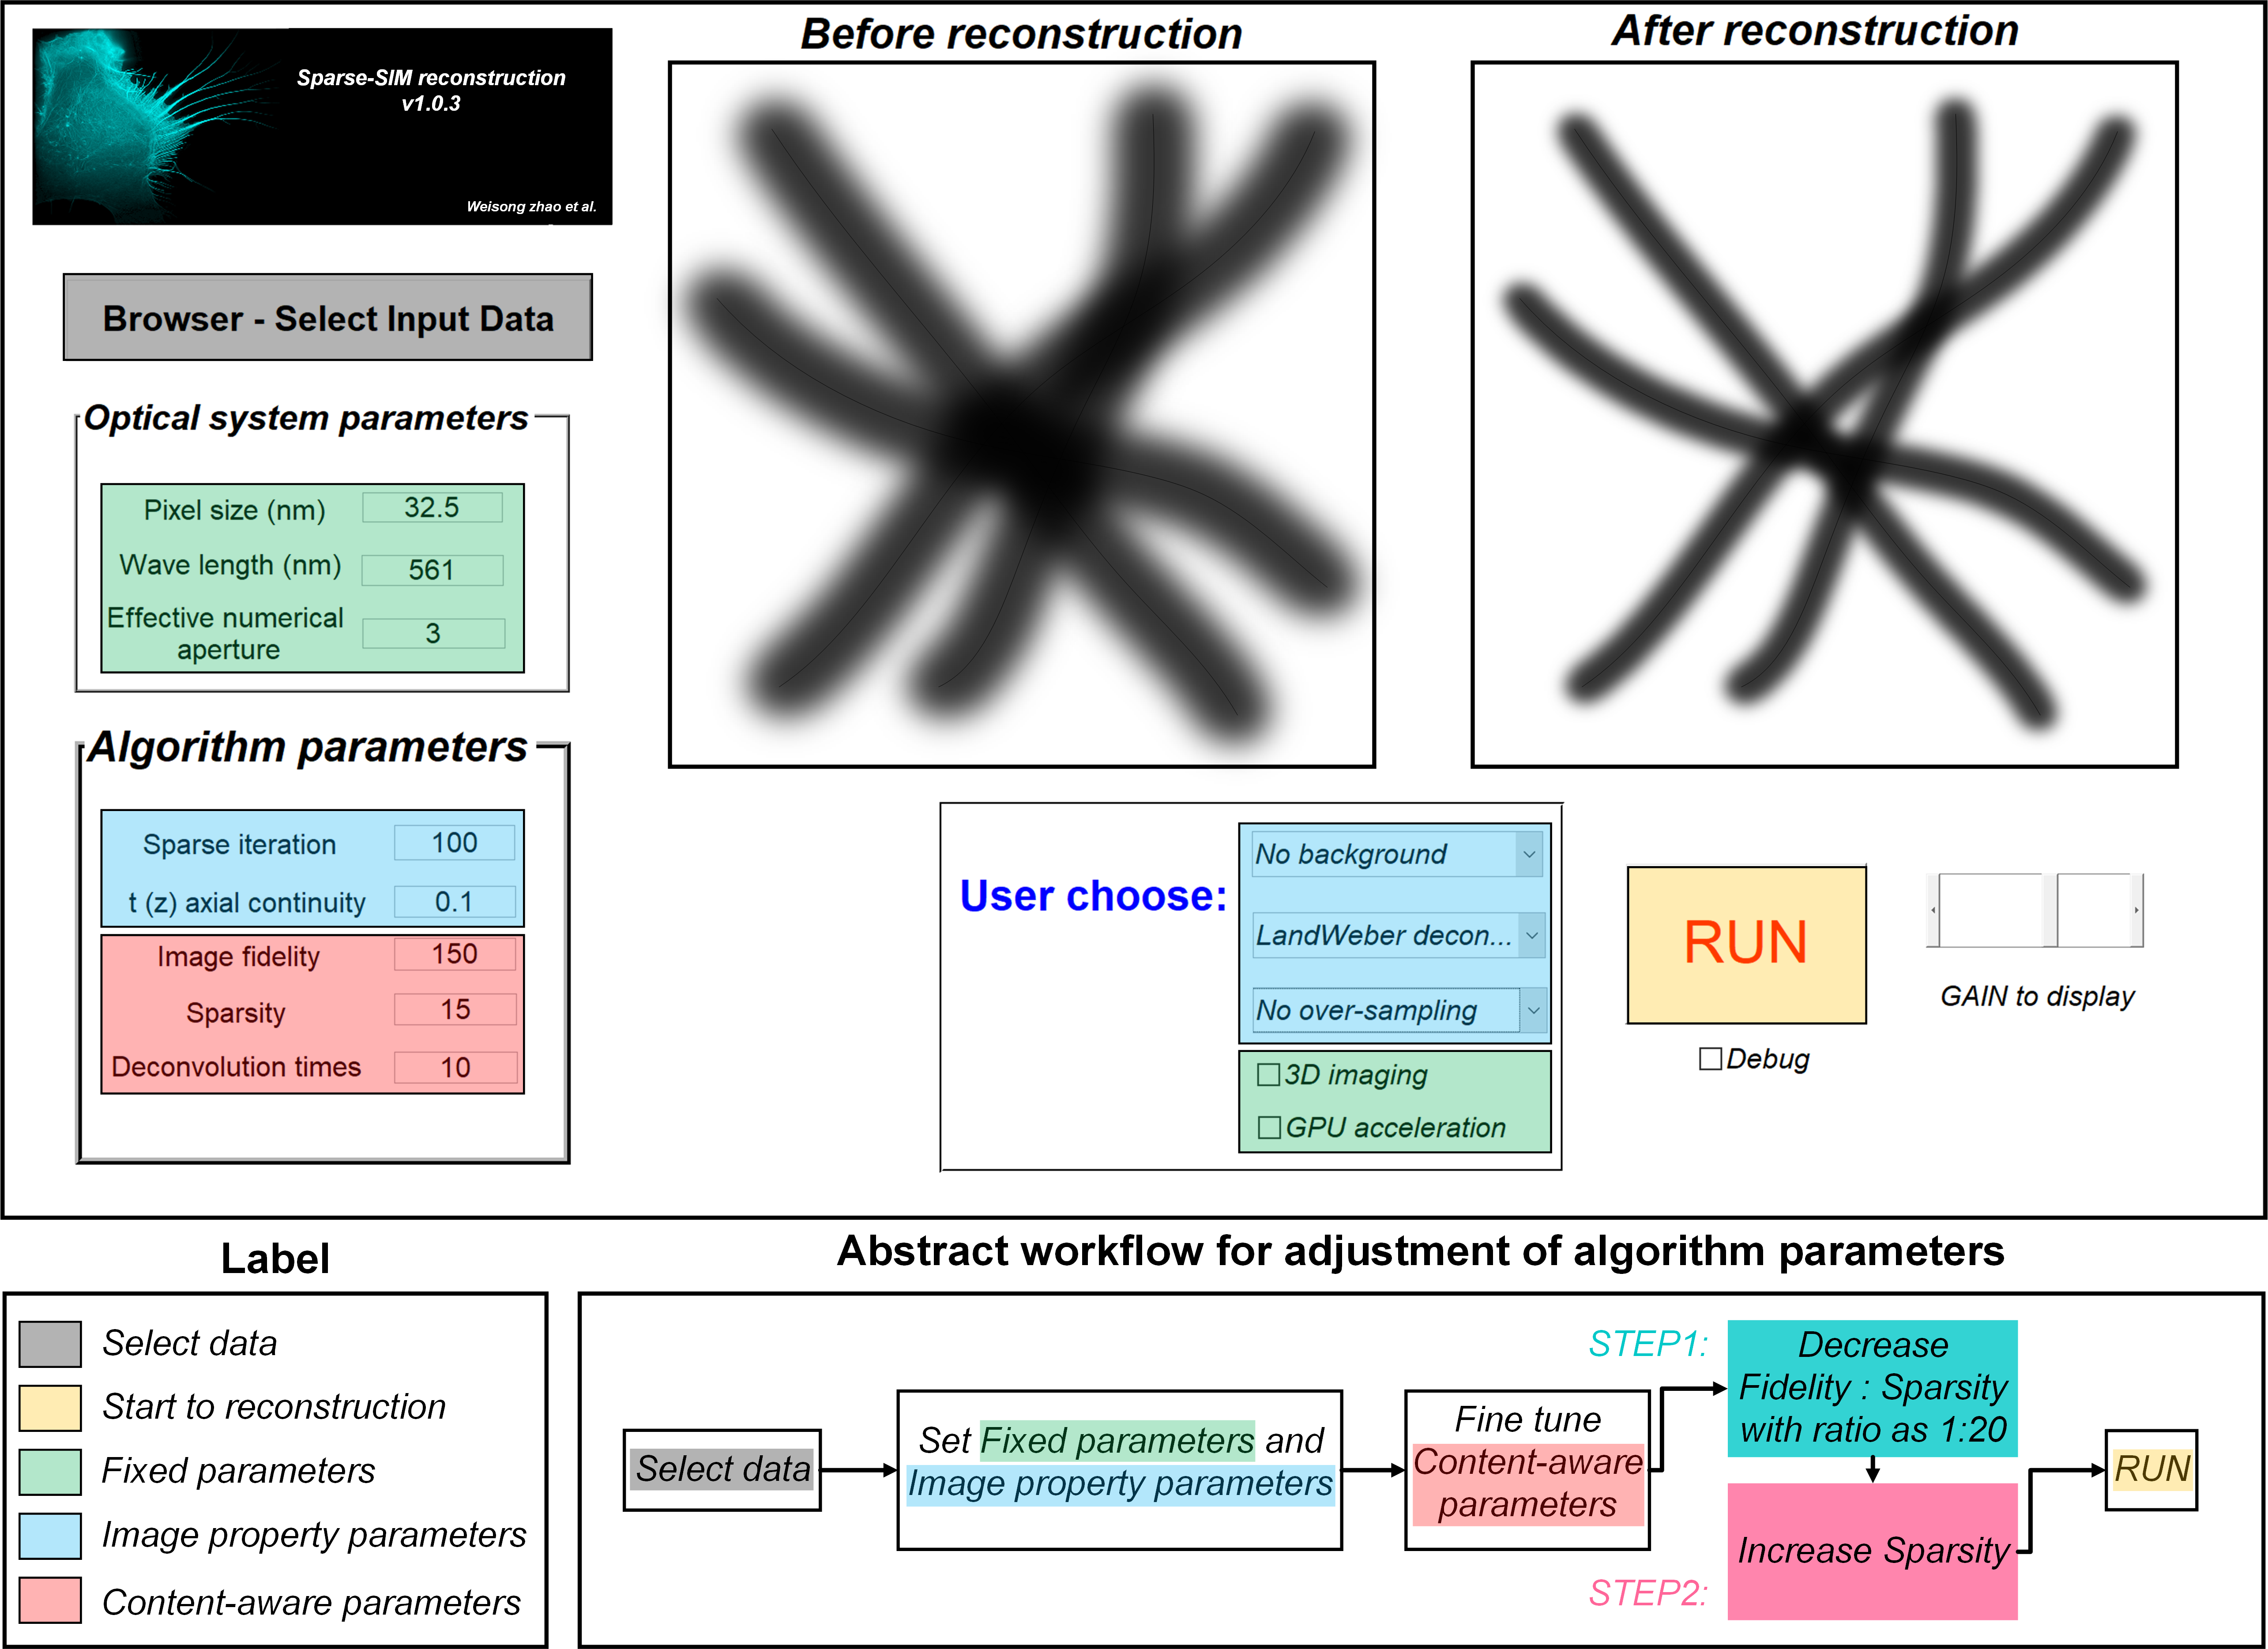 Sparse-SIM reconstruction
v1.0.3
Weisong zhao et al.
Before reconstruction
After reconstruction
Browser - Select Input Data
Optical system parameters
Pixel size (nm) 32.5
Wave length (nm) 561
Effective numerical
aperture 3
Algorithm parameters
Sparse iteration 100
t (z) axial continuity 0.1
Image fidelity 150
Sparsity 15
Deconvolution times 10
User choose:
No background
LandWeber decon...
No over-sampling
3D imaging
GPU acceleration
RUN
Debug
GAIN to display
Label
Select data
Start to reconstruction
Fixed parameters
Image property parameters
Content-aware parameters
Abstract workflow for adjustment of algorithm parameters
Select data
Set Fixed parameters and
Image property parameters
Fine tune
Content-aware
parameters
STEP1:
Decrease
Fidelity : Sparsity
with ratio as 1:20
STEP2:
Increase Sparsity
RUN